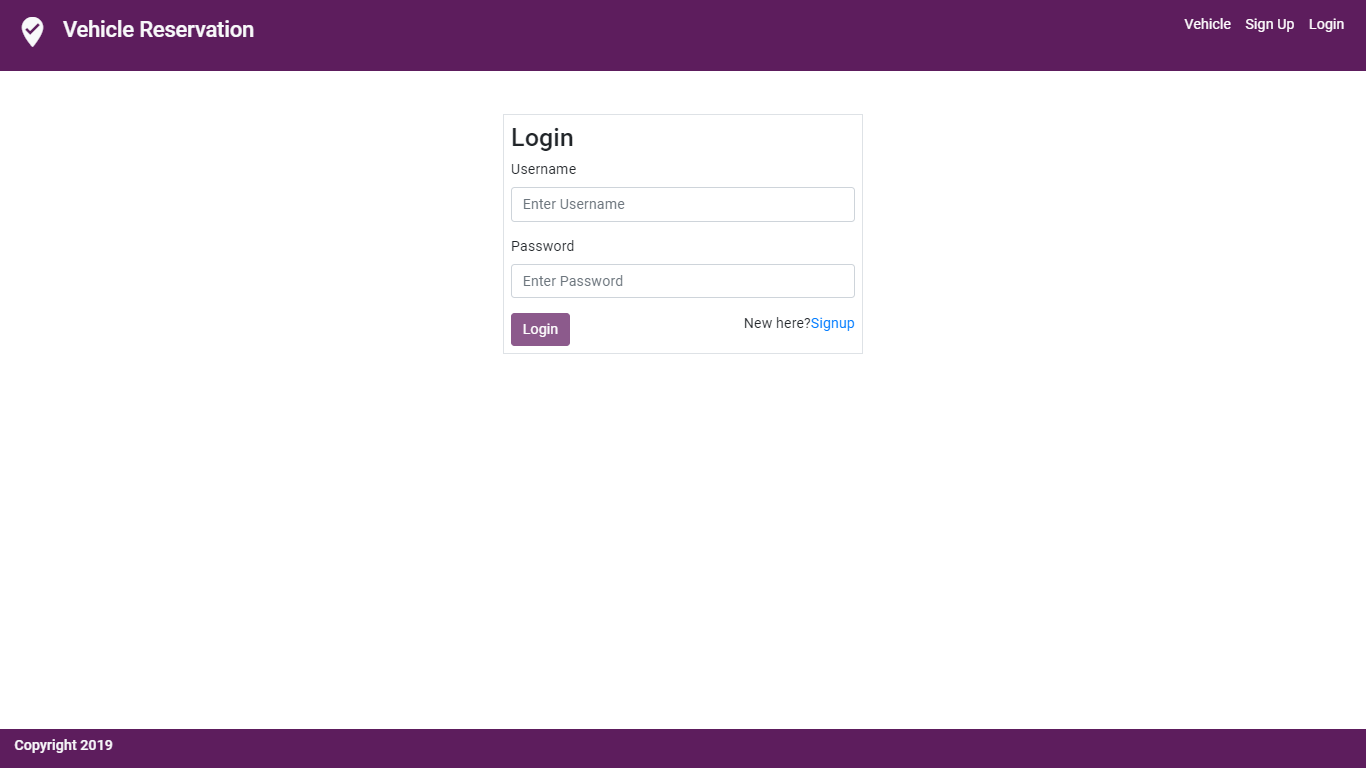 Vehicle Reservation
Vehicle Sign Up Login
Login
Username
Enter Username
Password
Enter Password
Login
New here?Signup
Copyright 2019